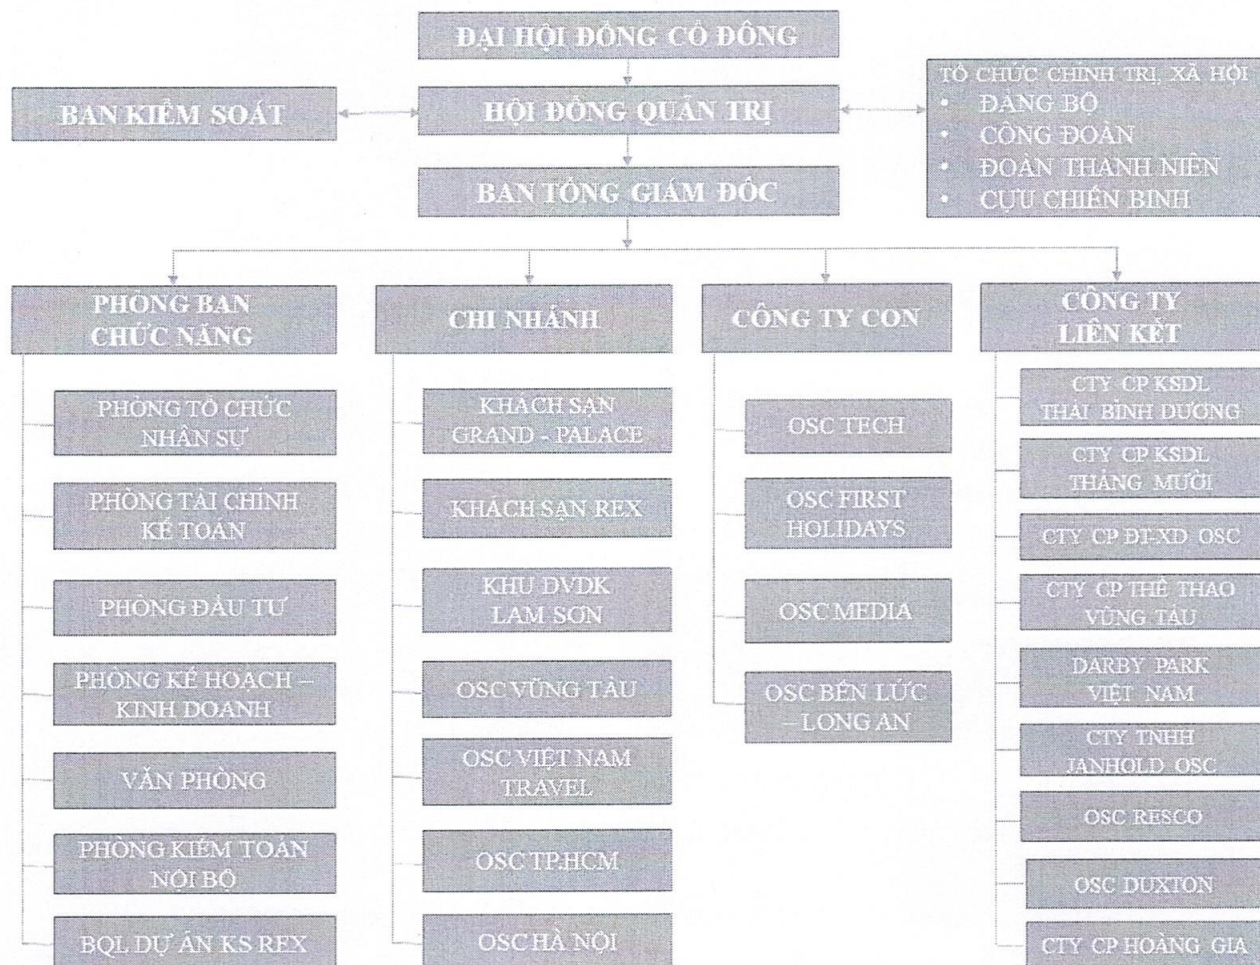 ĐẠI HỘI ĐỒNG CỔ ĐÔNG
BAN KIỂM SOÁT
HỘI ĐỒNG QUẢN TRỊ
TỔ CHỨC CHÍNH TRỊ, XÃ HỘI
• ĐẢNG BỘ
• CÔNG ĐOÀN
• ĐOÀN THANH NIÊN
• CỰU CHIẾN BINH
BAN TỔNG GIÁM ĐỐC
PHÒNG BAN
CHỨC NĂNG
PHÒNG TỔ CHỨC
NHÂN SỰ
PHÒNG TÀI CHÍNH
KẾ TOÁN
PHÒNG ĐẦU TƯ
PHÒNG KẾ HOẠCH –
KINH DOANH
VĂN PHÒNG
PHÒNG KIỂM TOÁN
NỘI BỘ
BQL DỰ ÁN KS REX
CHI NHÁNH
KHÁCH SẠN
GRAND - PALACE
KHÁCH SẠN REX
KHU DVDK
LAM SƠN
OSC VŨNG TÀU
OSC VIỆT NAM
TRAVEL
OSC TP.HCM
OSC HÀ NỘI
CÔNG TY CON
OSC TECH
OSC FIRST
HOLIDAYS
OSC MEDIA
OSC BẾN LỨC
– LONG AN
CÔNG TY
LIÊN KẾT
CTY CP KSDL
THÁI BÌNH DƯƠNG
CTY CP KSDL
THÁNG MƯỜI
CTY CP ĐT-XD OSC
CTY CP THỂ THAO
VŨNG TÀU
DARBY PARK
VIỆT NAM
CTY TNHH
JANHOLD OSC
OSC RESCO
OSC DUXTON
CTY CP HOÀNG GIA